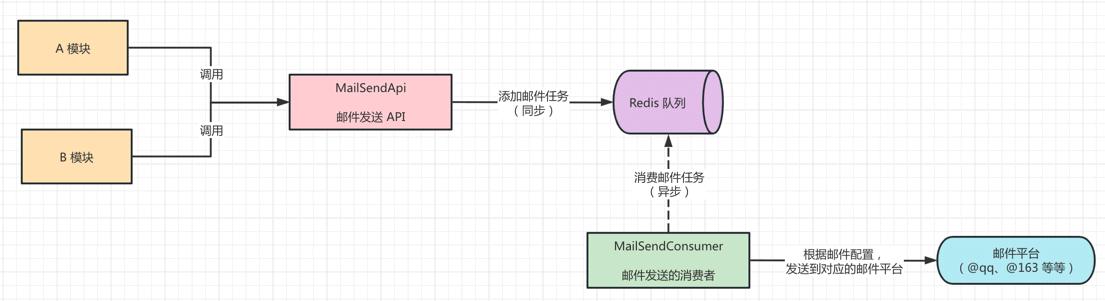 A 模块
调用
MailSendApi
邮件发送 API
添加邮件任务
（同步）
Redis 队列
调用
B 模块
消费邮件任务
（异步）
MailSendConsumer
邮件发送的消费者
根据邮件配置，
发送到对应的邮件平台
邮件平台
（@qq、@163 等等）